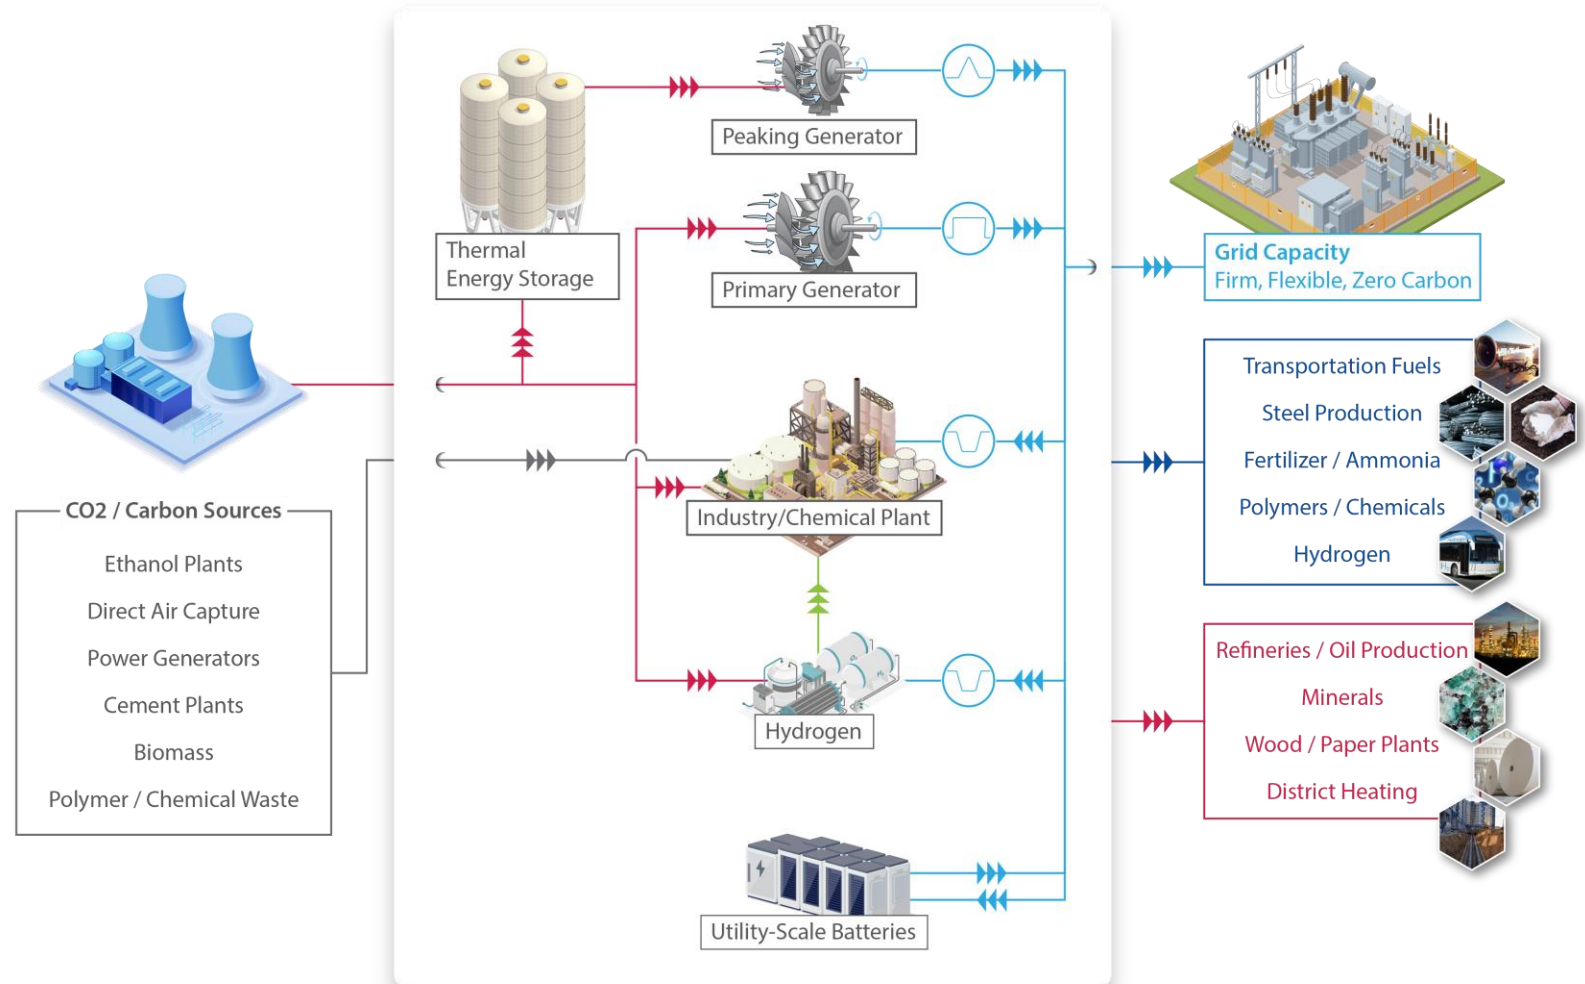 Peaking Generator
Thermal
Energy Storage
Primary Generator
Grid Capacity
Firm, Flexible, Zero Carbon
Transportation Fuels
Steel Production
Fertilizer / Ammonia
Polymers / Chemicals
Hydrogen
CO2 / Carbon Sources
Ethanol Plants
Direct Air Capture
Power Generators
Cement Plants
Biomass
Polymer / Chemical Waste
Industry/Chemical Plant
Hydrogen
Refineries / Oil Production
Minerals
Wood / Paper Plants
District Heating
Utility-Scale Batteries